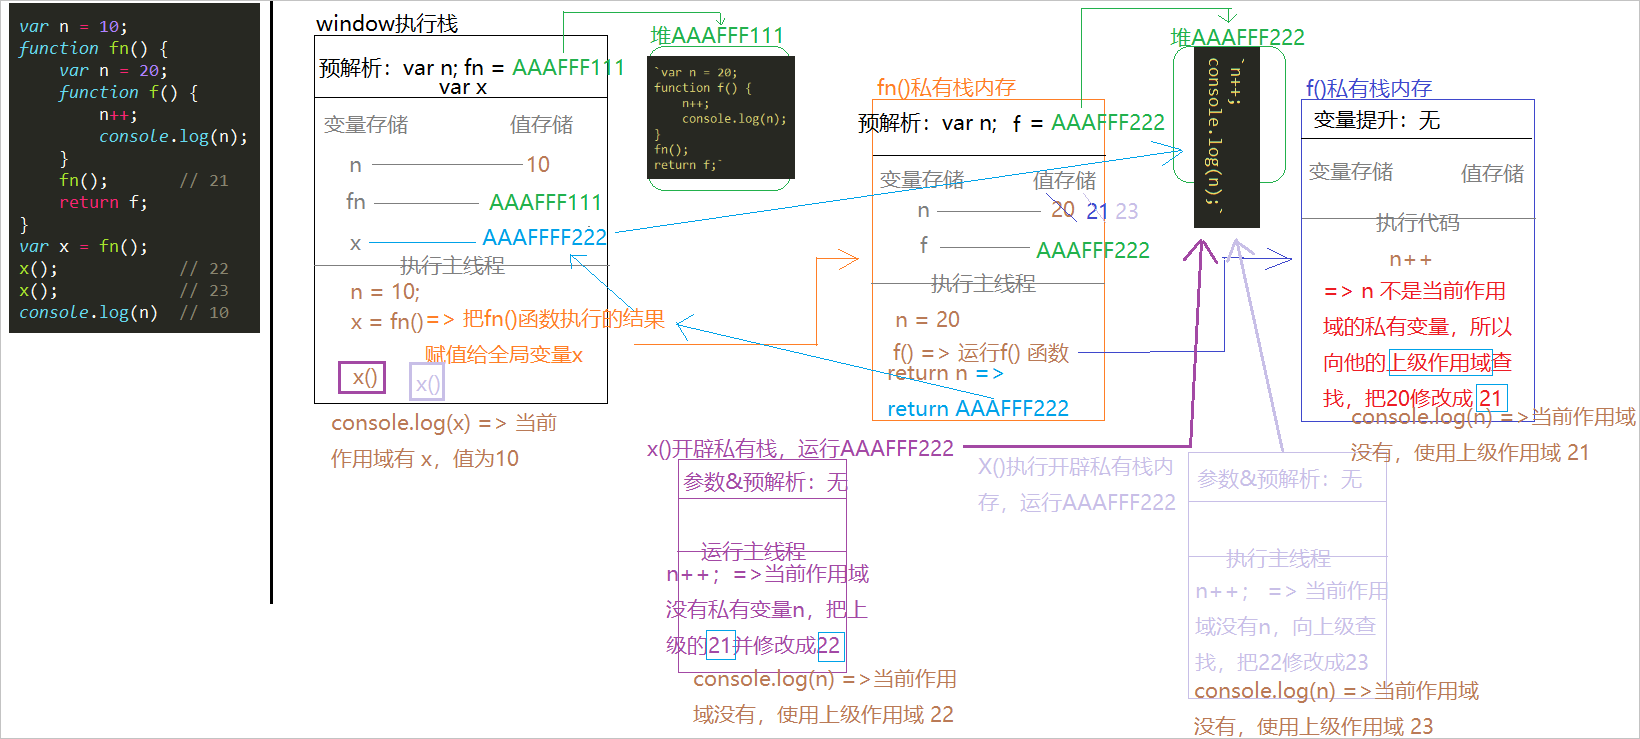 var n = 10;
function fn() {
    var n = 20;
    function f() {
        n++;
        console.log(n);
    }
    fn();       // 21
    return f;
}
var x = fn();
x();            // 22
x();            // 23
console.log(n)  // 10
window执行栈
预解析：var n; fn = AAAFFF111
var x
变量存储 值存储
n 10
fn AAAFFF111
x AAAFFFF222
执行主线程
n = 10;
x = fn()=> 把fn()函数执行的结果
赋值给全局变量x
x() x()
console.log(x) => 当前
作用域有 x，值为10
堆AAAFFF111
`var n = 20;
function f() {
    n++;
    console.log(n);
}
fn();
return f;`
fn()私有栈内存
预解析：var n; f = AAAFFF222
变量存储 值存储
n 20 21 23
f AAAFFF222
执行主线程
n = 20
f() => 运行f() 函数
return n =>
return AAAFFF222
堆AAAFFF222
`n++;
console.log(n);`
f()私有栈内存
变量提升：无
变量存储 值存储
执行代码
n++
=> n 不是当前作用
域的私有变量，所以
向他的上级作用域查
找，把20修改成 21
console.log(n) =>当前作用域
没有，使用上级作用域 21
x()开辟私有栈，运行AAAFFF222
参数&预解析：无
运行主线程
n++; =>当前作用域
没有私有变量n，把上
级的21并修改成22
console.log(n) =>当前作用
域没有，使用上级作用域 22
X()执行开辟私有栈内
存，运行AAAFFF222
参数&预解析：无
执行主线程
n++; => 当前作用
域没有n，向上级查
找，把22修改成23
console.log(n) =>当前作用域
没有，使用上级作用域 23